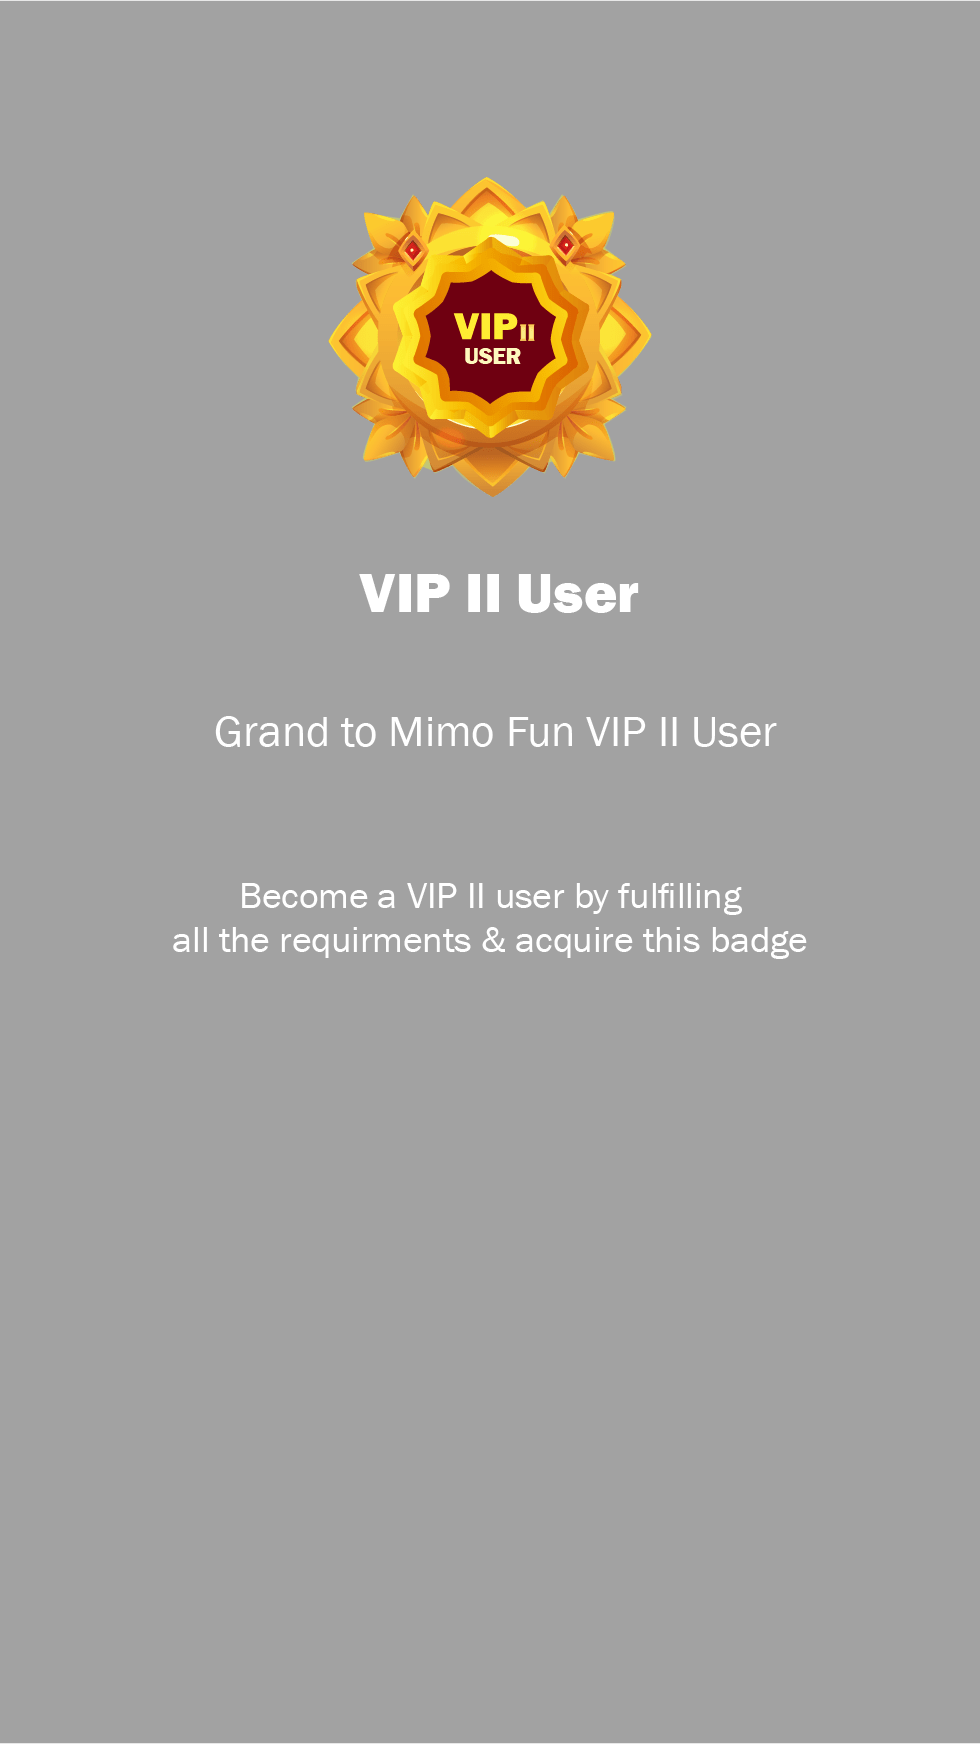 VIP II
USER
VIP II User
Grand to Mimo Fun VIP II User
Become a VIP II user by fulfilling
all the requirments & acquire this badge